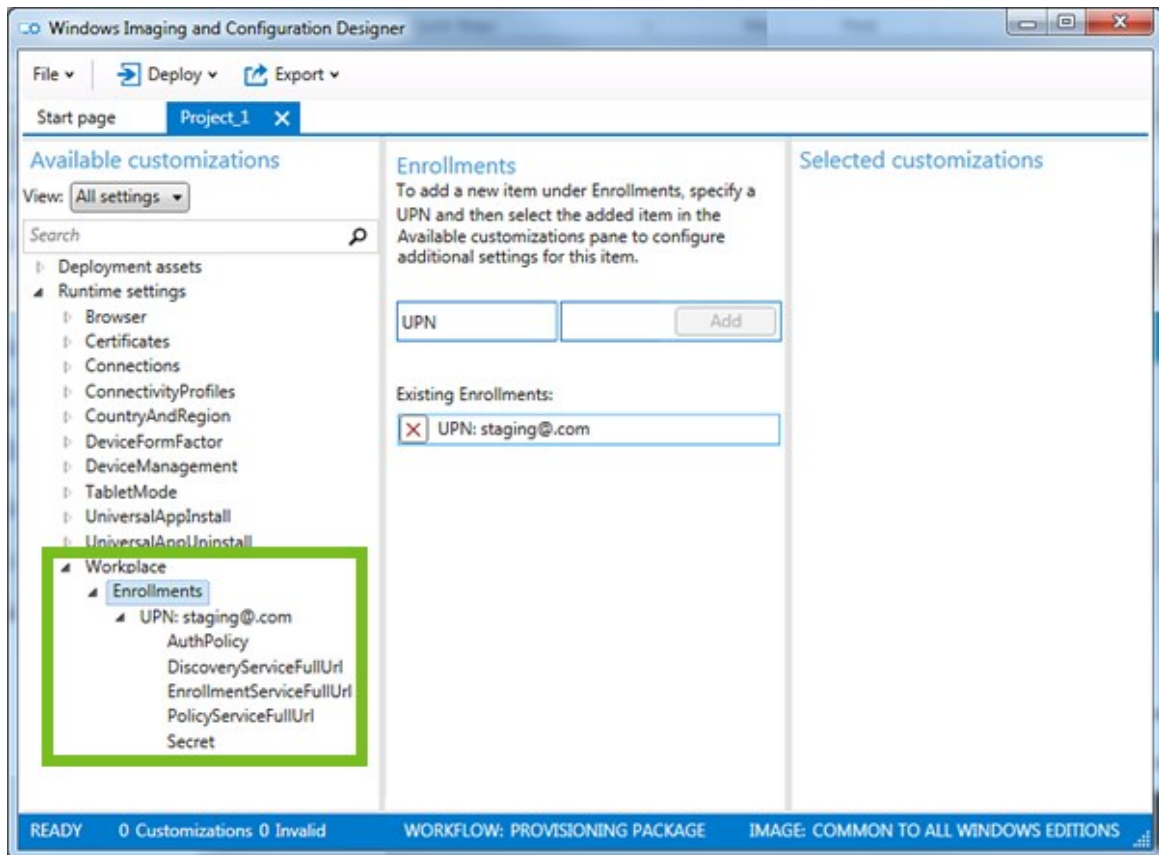 Windows Imaging and Configuration Designer
File
Deploy
Export
Start page
Project_1
Available customizations
View: All settings
Search
Deployment assets
Runtime settings
Browser
Certificates
Connections
ConnectivityProfiles
CountryAndRegion
DeviceFormFactor
DeviceManagement
TabletMode
UniversalAppInstall
UniversalAppUninstall
Workplace
Enrollments
UPN: staging@.com
AuthPolicy
DiscoveryServiceFullUrl
EnrollmentServiceFullUrl
PolicyServiceFullUrl
Secret
Enrollments
To add a new item under Enrollments, specify a
UPN and then select the added item in the
Available customizations pane to configure
additional settings for this item.
UPN
Add
Existing Enrollments:
UPN: staging@.com
Selected customizations
READY
0 Customizations 0 Invalid
WORKFLOW: PROVISIONING PACKAGE
IMAGE: COMMON TO ALL WINDOWS EDITIONS